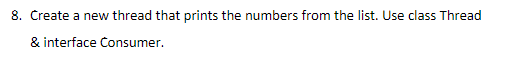 8. Create a new thread that prints the numbers from the list. Use class Thread
& interface Consumer.